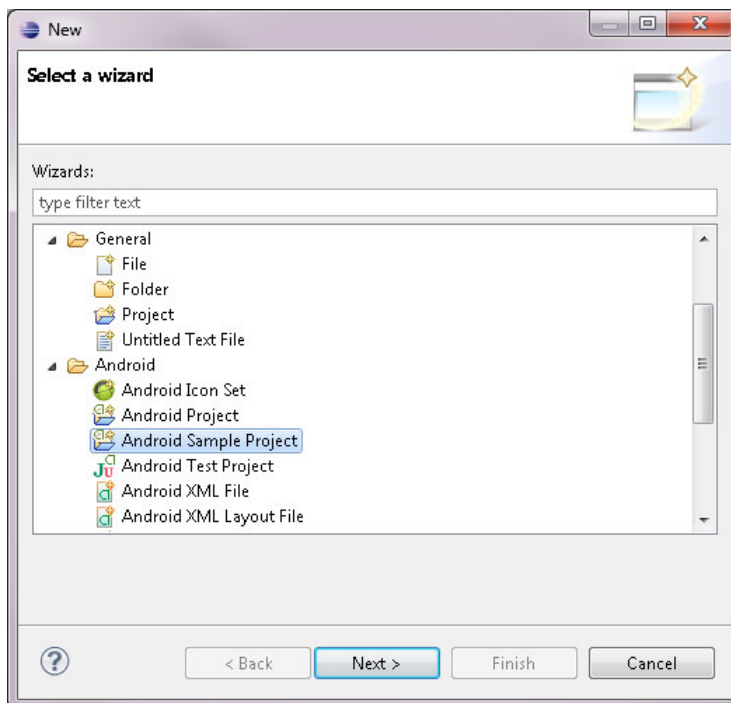 New
Select a wizard
Wizards:
type filter text
General
File
Folder
Project
Untitled Text File
Android
Android Icon Set
Android Project
Android Sample Project
Android Test Project
Android XML File
Android XML Layout File
? < Back Next > Finish Cancel